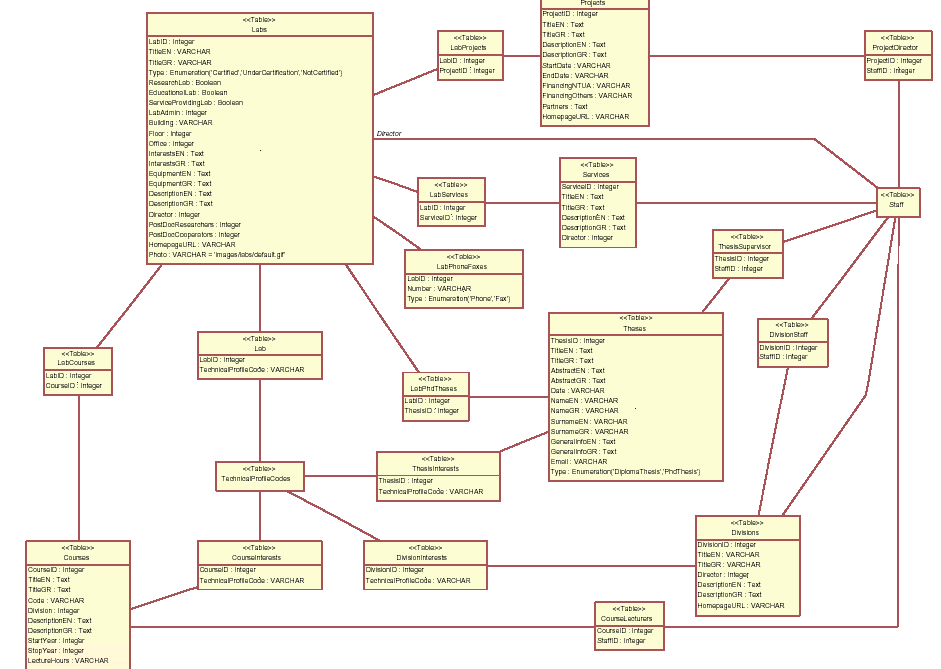 <<Table>>
Labs
LabID : Integer
TitleEN : VARCHAR
TitleGR : VARCHAR
Type : Enumeration('Certified','UnderCertification','NotCertified')
ResearchLab : Boolean
EducationalLab : Boolean
ServiceProvidingLab : Boolean
LabAdmin : Integer
Building : VARCHAR
Floor : Integer
Office : Integer
InterestsEN : Text
InterestsGR : Text
EquipmentEN : Text
EquipmentGR : Text
DescriptionEN : Text
DescriptionGR : Text
Director : Integer
PostDocResearchers : Integer
PostDocCooperators : Integer
HomepageURL : VARCHAR
Photo : VARCHAR = 'images/labs/default.gif'
<<Table>>
LabProjects
LabID : Integer
ProjectID : Integer
Projects
ProjectID : Integer
TitleEN : Text
TitleGR : Text
DescriptionEN : Text
DescriptionGR : Text
StartDate : VARCHAR
EndDate : VARCHAR
FinancingNTUA : VARCHAR
FinancingOthers : VARCHAR
Partners : Text
HomepageURL : VARCHAR
<<Table>>
ProjectDirector
ProjectID : Integer
StaffID : Integer
Director
<<Table>>
LabServices
LabID : Integer
ServiceID : Integer
<<Table>>
Services
ServiceID : Integer
TitleEN : Text
TitleGR : Text
DescriptionEN : Text
DescriptionGR : Text
Director : Integer
<<Table>>
Staff
<<Table>>
ThesisSupervisor
ThesisID : Integer
StaffID : Integer
<<Table>>
LabPhoneFaxes
LabID : Integer
Number : VARCHAR
Type : Enumeration('Phone','Fax')
<<Table>>
Theses
ThesisID : Integer
TitleEN : Text
TitleGR : Text
AbstractEN : Text
AbstractGR : Text
Date : VARCHAR
NameEN : VARCHAR
NameGR : VARCHAR
SurnameEN : VARCHAR
SurnameGR : VARCHAR
GeneralInfoEN : Text
GeneralInfoGR : Text
Email : VARCHAR
Type : Enumeration('DiplomaThesis','PhdThesis')
<<Table>>
DivisionStaff
DivisionID : Integer
StaffID : Integer
<<Table>>
LabCourses
LabID : Integer
CourseID : Integer
<<Table>>
Lab
LabID : Integer
TechnicalProfileCode : VARCHAR
<<Table>>
LabPhdTheses
LabID : Integer
ThesisID : Integer
<<Table>>
TechnicalProfileCodes
<<Table>>
ThesisInterests
ThesisID : Integer
TechnicalProfileCode : VARCHAR
<<Table>>
Courses
CourseID : Integer
TitleEN : Text
TitleGR : Text
Code : VARCHAR
Division : Integer
DescriptionEN : Text
DescriptionGR : Text
StartYear : Integer
StopYear : Integer
LectureHours : VARCHAR
<<Table>>
CourseInterests
CourseID : Integer
TechnicalProfileCode : VARCHAR
<<Table>>
DivisionInterests
DivisionID : Integer
TechnicalProfileCode : VARCHAR
<<Table>>
Divisions
DivisionID : Integer
TitleEN : VARCHAR
TitleGR : VARCHAR
Director : Integer
DescriptionEN : Text
DescriptionGR : Text
HomepageURL : VARCHAR
<<Table>>
CourseLecturers
CourseID : Integer
StaffID : Integer